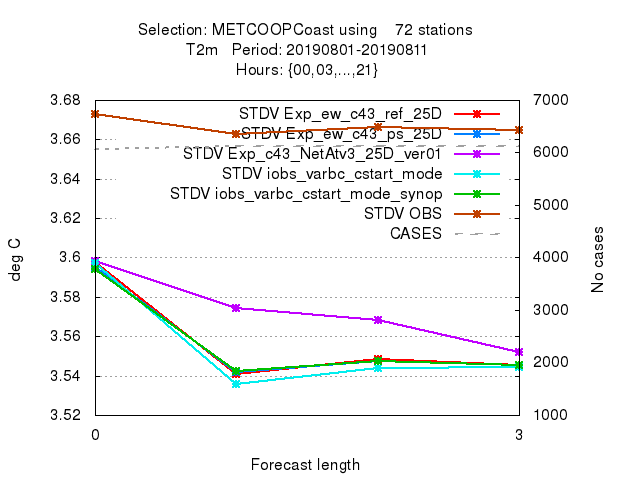 Selection: METCOOPCoast using    72 stations
T2m   Period: 20190801-20190811
Hours: {00,03,...,21}
3.68
3.66
3.64
3.62
3.6
3.58
3.56
3.54
3.52
7000
6000
5000
4000
3000
2000
1000
STDV Exp_ew_c43_ref_25D
STDV Exp_ew_c43_ps_25D
STDV Exp_c43_NetAtv3_25D_ver01
STDV iobs_varbc_cstart_mode
STDV iobs_varbc_cstart_mode_synop
STDV OBS
CASES
deg C
No cases
0
3
Forecast length